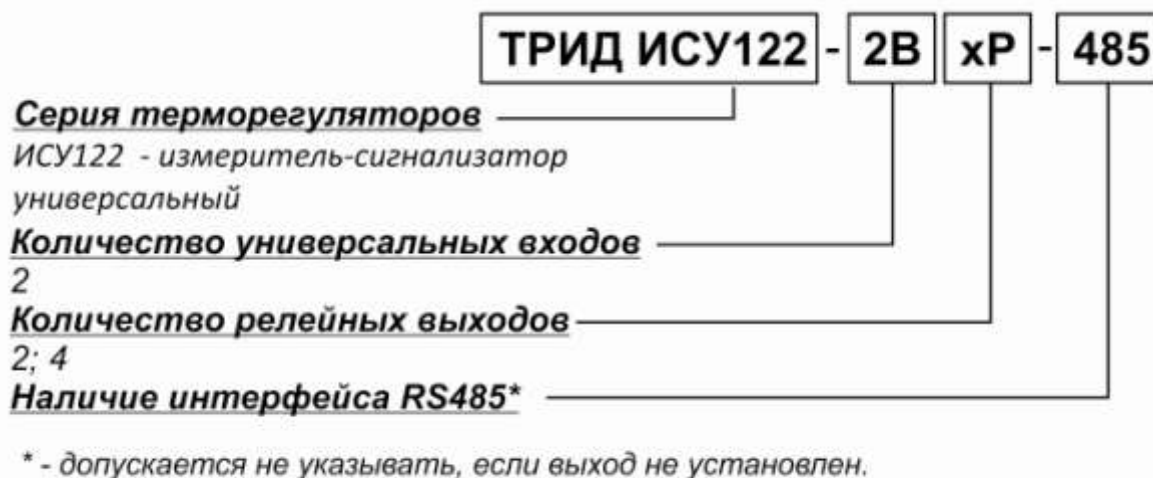 ТРИД ИСУ122 - 2В хР - 485
Серия терморегуляторов
ИСУ122 - измеритель-сигнализатор
универсальный
Количество универсальных входов
2
Количество релейных выходов
2; 4
Наличие интерфейса RS485*
* - допускается не указывать, если выход не установлен.